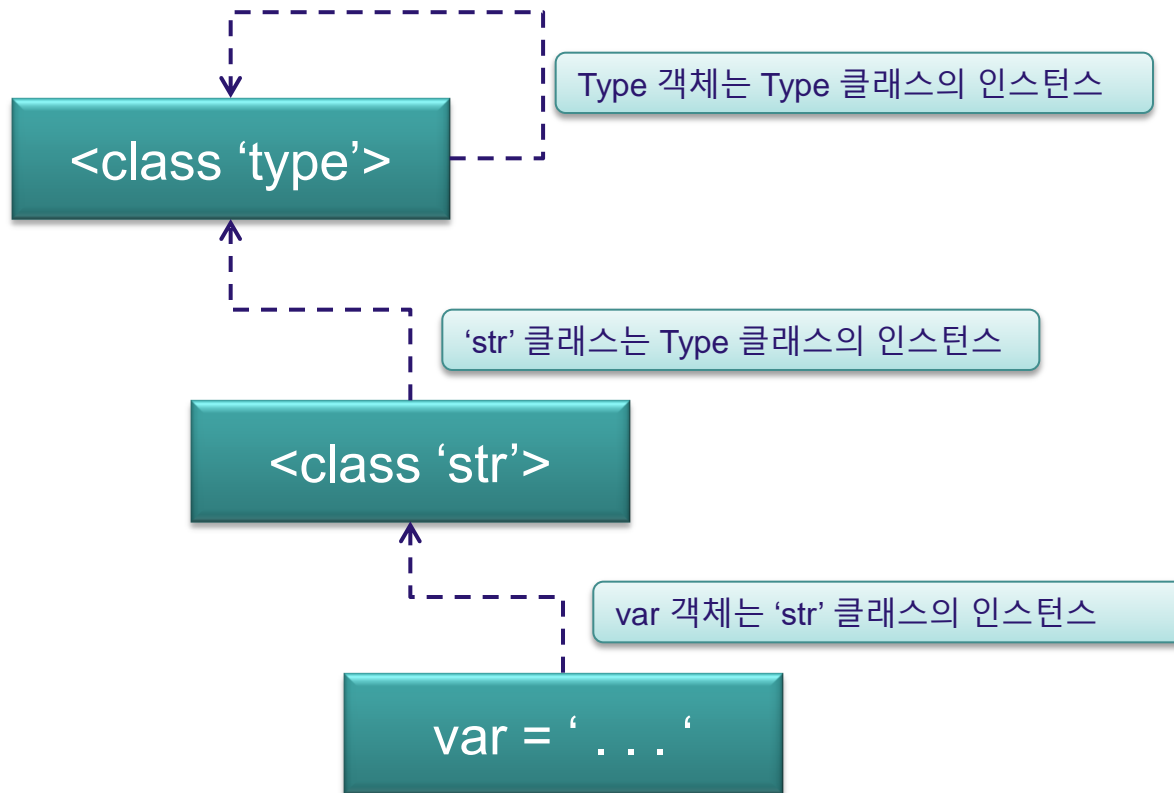 Type 객체는 Type 클래스의 인스턴스
<class ‘type’>
‘str’ 클래스는 Type 클래스의 인스턴스
<class ‘str’>
var 객체는 ‘str’ 클래스의 인스턴스
var = ‘ . . . ‘